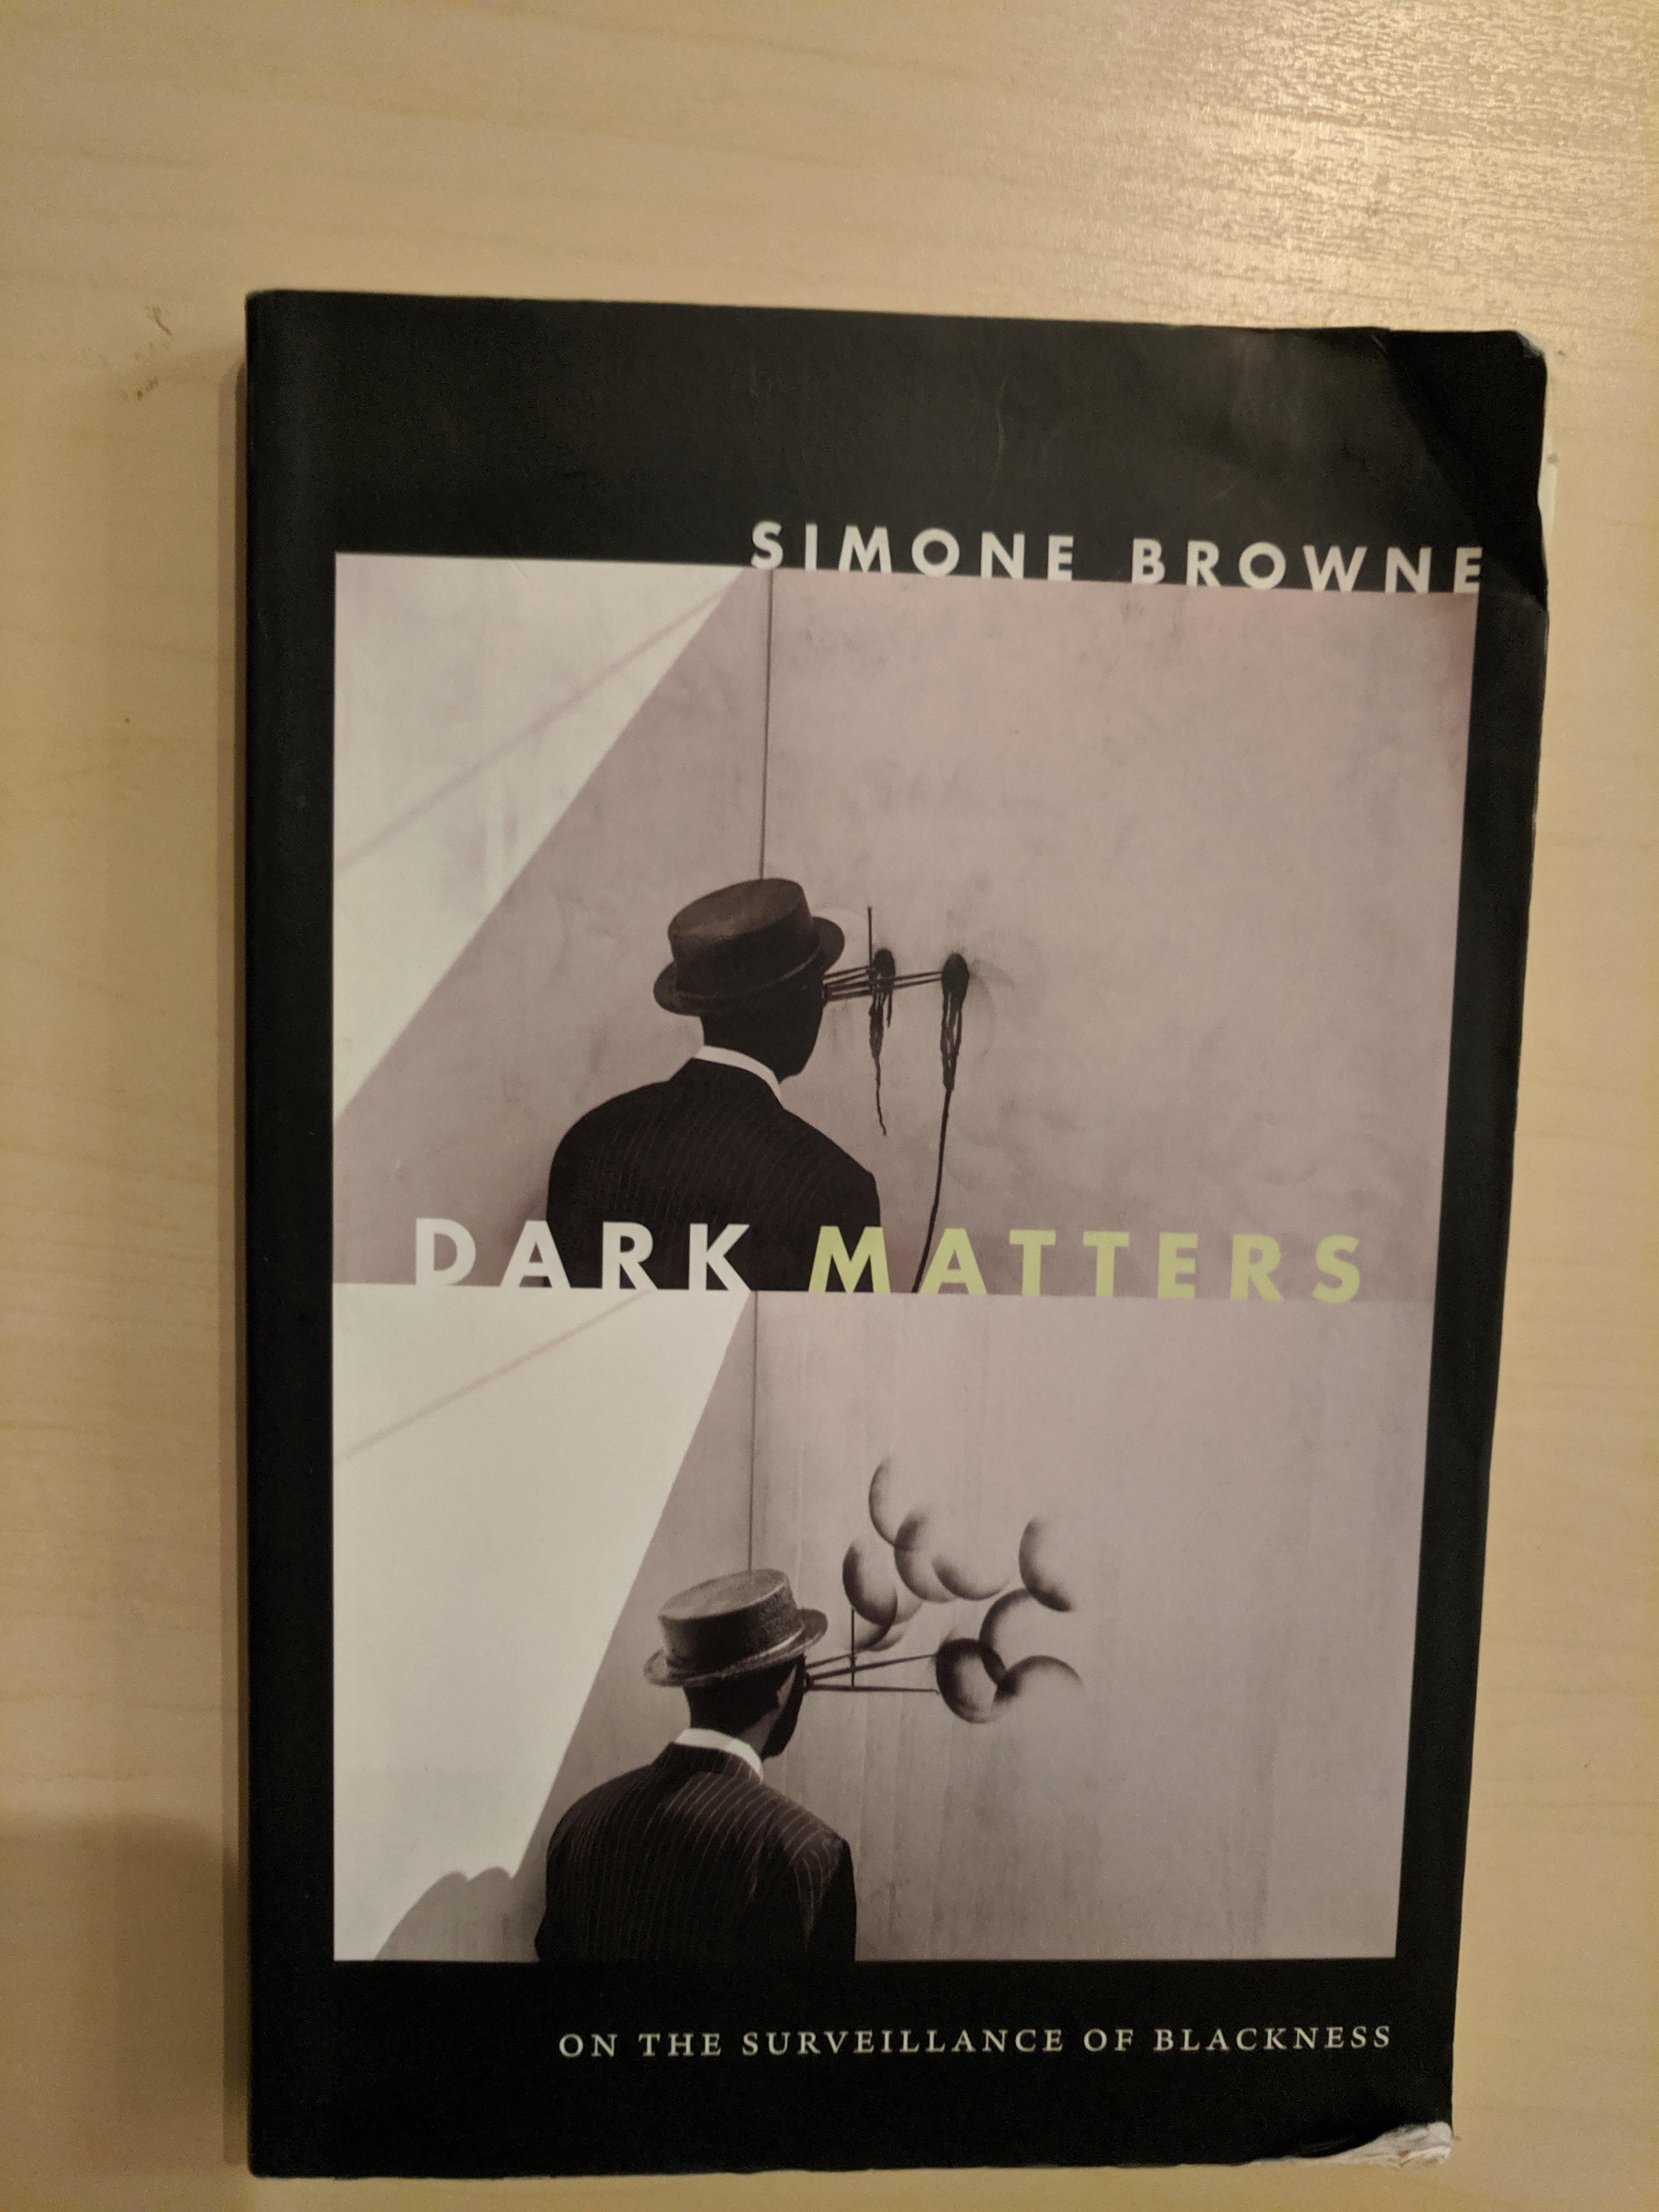 SIMONE BROWNE
DARK MATTERS
ON THE SURVEILLANCE OF BLACKNESS